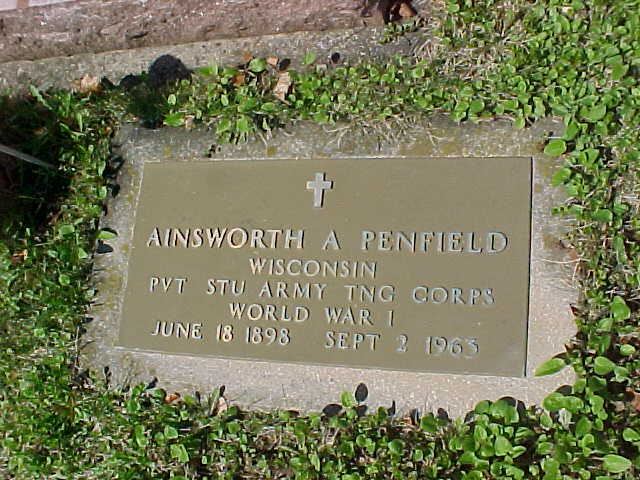 AINSWORTH A PENFIELD
WISCONSIN
PVT STU ARMY TNG CORPS
WORLD WAR I
JUNE 18 1898 SEPT 2 1963